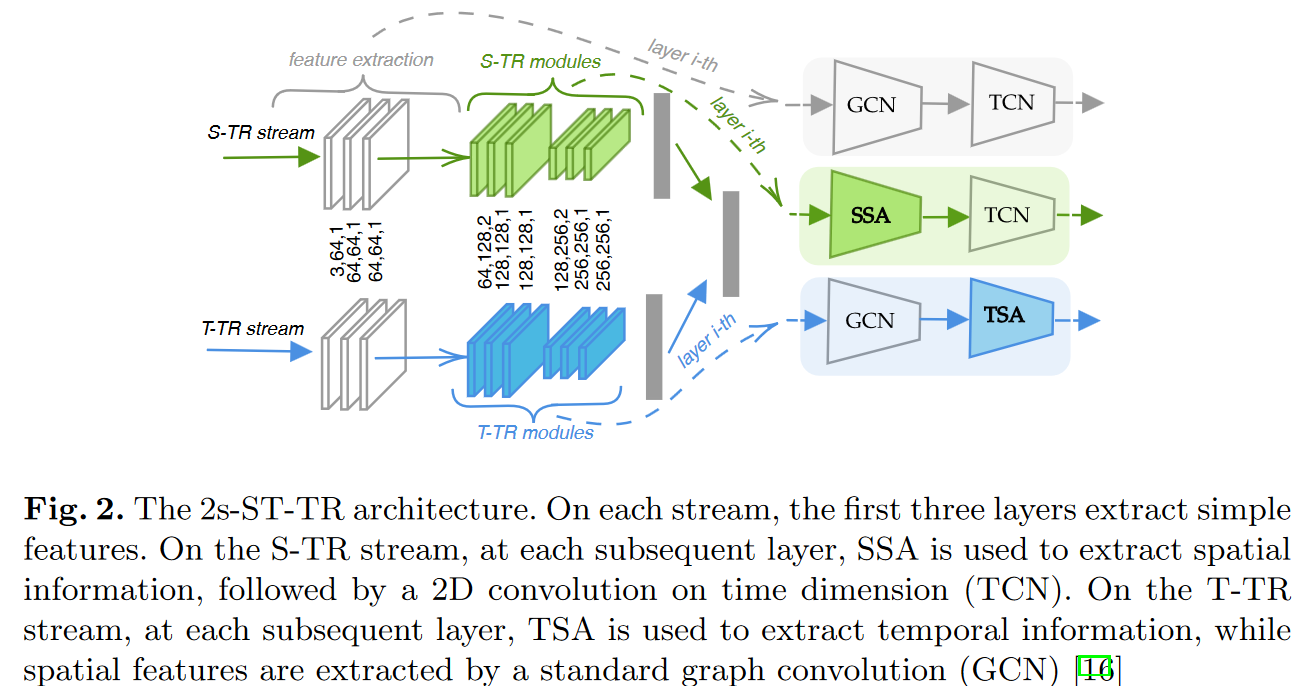 feature extraction
S-TR modules
layer i-th
GCN
TCN
S-TR stream
layer i-th
SSA
TCN
3,64,1
64,64,1
64,64,1
64,128,2
128,128,1
128,128,1
128,256,2
256,256,1
256,256,1
T-TR stream
layer i-th
GCN
TSA
T-TR modules
Fig. 2. The 2s-ST-TR architecture. On each stream, the first three layers extract simple
features. On the S-TR stream, at each subsequent layer, SSA is used to extract spatial
information, followed by a 2D convolution on time dimension (TCN). On the T-TR
stream, at each subsequent layer, TSA is used to extract temporal information, while
spatial features are extracted by a standard graph convolution (GCN) [16]